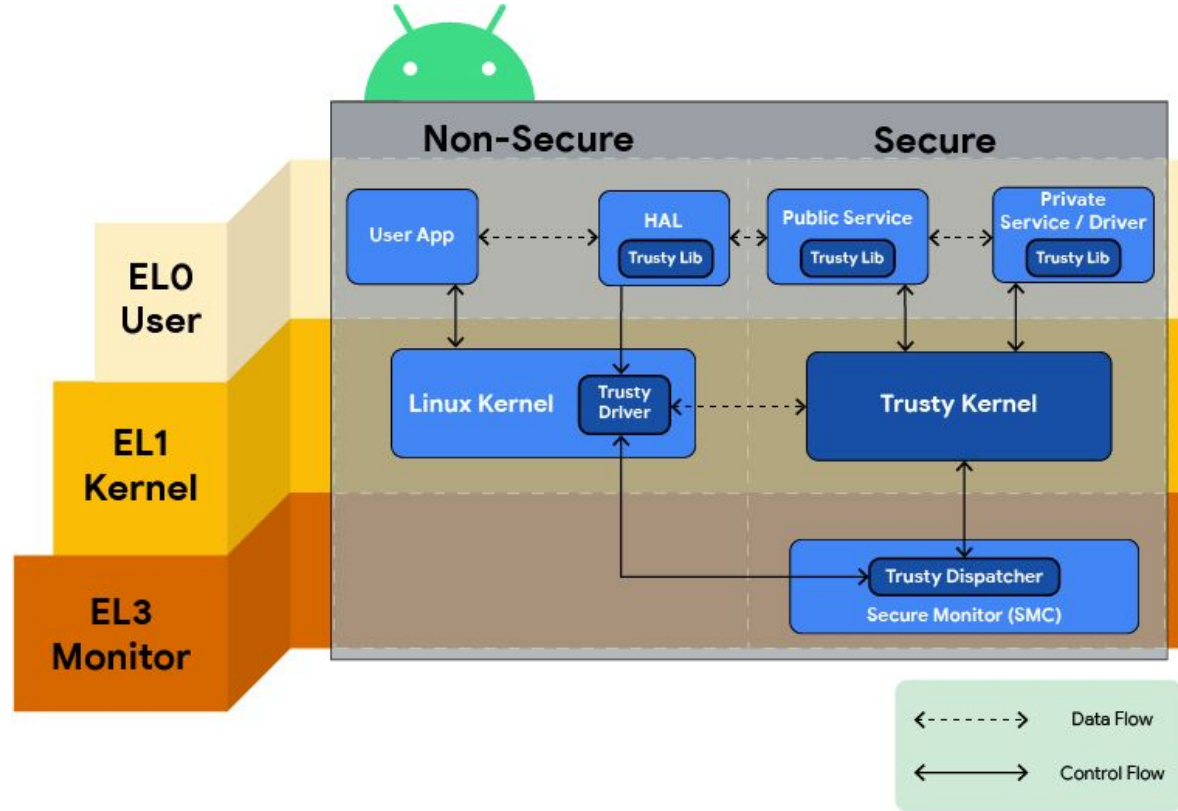 Non-Secure
Secure
User App
HAL
Trusty Lib
Public Service
Trusty Lib
Private
Service / Driver
Trusty Lib
EL0
User
Linux Kernel
Trusty
Driver
Trusty Kernel
EL1
Kernel
Trusty Dispatcher
Secure Monitor (SMC)
EL3
Monitor
Data Flow
Control Flow